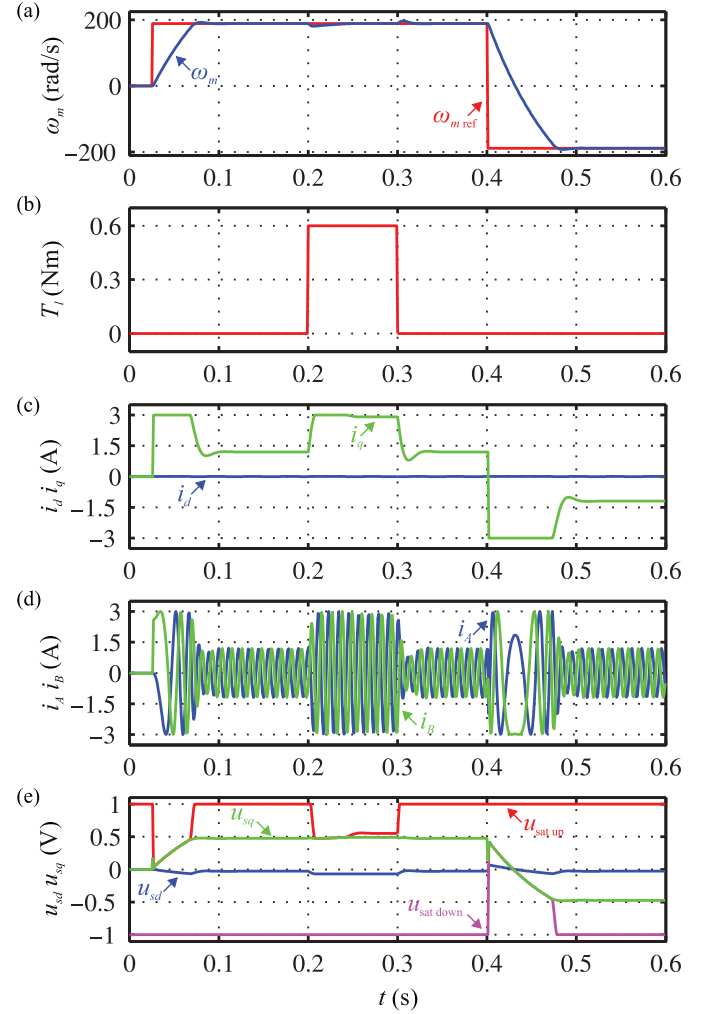 (a)
ω_m (rad/s)
200
0
−200
ω_m
ω_m ref
0 0.1 0.2 0.3 0.4 0.5 0.6
(b)
T_l (Nm)
0.6
0.3
0
0 0.1 0.2 0.3 0.4 0.5 0.6
(c)
i_d i_q (A)
3
1.5
0
−1.5
−3
i_q
i_d
0 0.1 0.2 0.3 0.4 0.5 0.6
(d)
i_A i_B (A)
3
1.5
0
−1.5
−3
i_A
i_B
0 0.1 0.2 0.3 0.4 0.5 0.6
(e)
u_sd u_sq (V)
1
0.5
0
−0.5
−1
u_sq
u_sat up
u_sd
u_sat down
0 0.1 0.2 0.3 0.4 0.5 0.6
t (s)